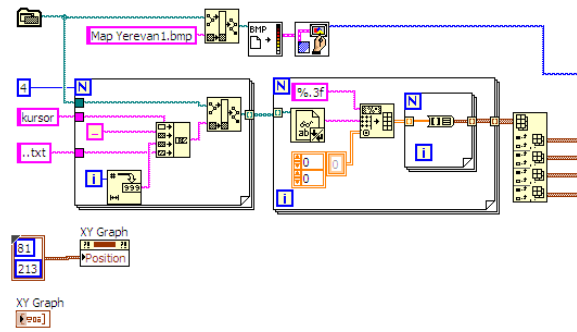 Map Yerevan1.bmp
BMP
4
N
N
%.3f
N
kursor
_
..txt
ab
0
0
0
i
999
i
i
XY Graph
81
213
?! ?!
Position
XY Graph